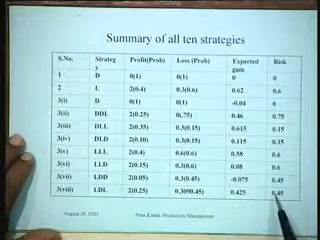 Summary of all ten strategies
S.No. Strateg y Profit(Prob) Loss (Prob) Expected gain Risk
1 D 0(1) 0(1) 0 0
2 L 2(0.4) 0.3(0.6) 0.62 0.6
3(i) D 0(1) 0(1) -0.04 0
3(ii) DDL 2(0.25) 0(.75) 0.46 0.75
3(iii) DLL 2(0.35) 0.3(0.15) 0.615 0.15
3(iv) DLD 2(0.10) 0.3(0.15) 0.115 0.15
3(v) LLL 2(0.4) 0.6(0.6) 0.58 0.6
3(vi) LLD 2(0.15) 0.3(0.6) 0.08 0.6
3(vii) LDD 2(0.05) 0.3(0.45) -0.075 0.45
3(viii) LDL 2(0.25) 0.3090.45) 0.425 0.45
Arun Kanda: Production Management